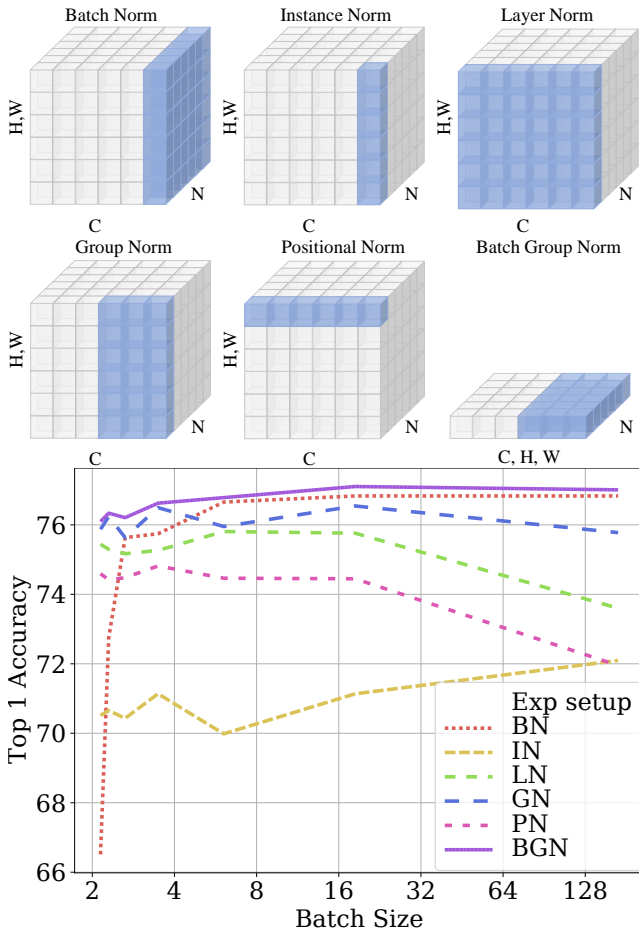 Batch Norm
Instance Norm
Layer Norm
H,W
N
C
H,W
N
C
H,W
N
C
Group Norm
Positional Norm
Batch Group Norm
H,W
N
C
H,W
N
C
N
C, H, W
Top 1 Accuracy
76
74
72
70
68
66
2
4
8
16
32
64
128
Batch Size
Exp setup
BN
IN
LN
GN
PN
BGN